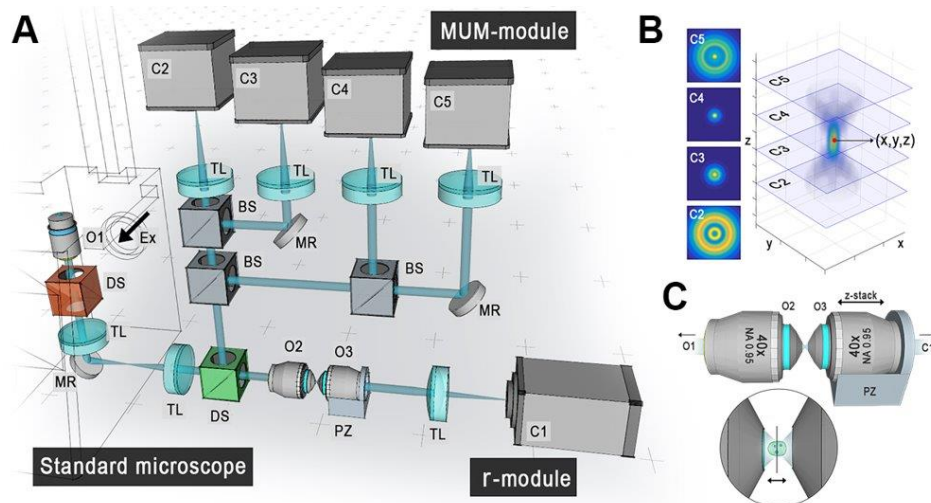 A
MUM-module
C2
C3
C4
C5
TL
TL
TL
TL
BS
MR
O1
Ex
BS
BS
DS
MR
TL
MR
TL
DS
O2
O3
PZ
TL
C1
Standard microscope
r-module
B
C5
C4
C3
C2
z
C5
C4
C3
C2
(x,y,z)
y
x
C
z-stack
O2
O3
O1
40x
NA 0.95
40x
NA 0.95
C1
PZ